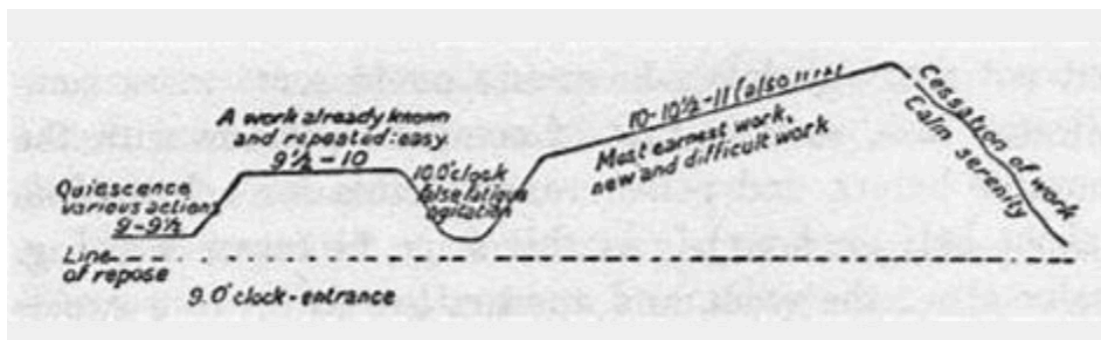 A work already known
and repeated: easy.
9½ - 10
Quiescence
various actions
9 - 9½
10.0'clock
false fatigue
agitation
10-10½-11 (also
Most earnest work,
new and difficult work
Cessation of work
Calm serenity
Line
of repose
9.0'clock - entrance